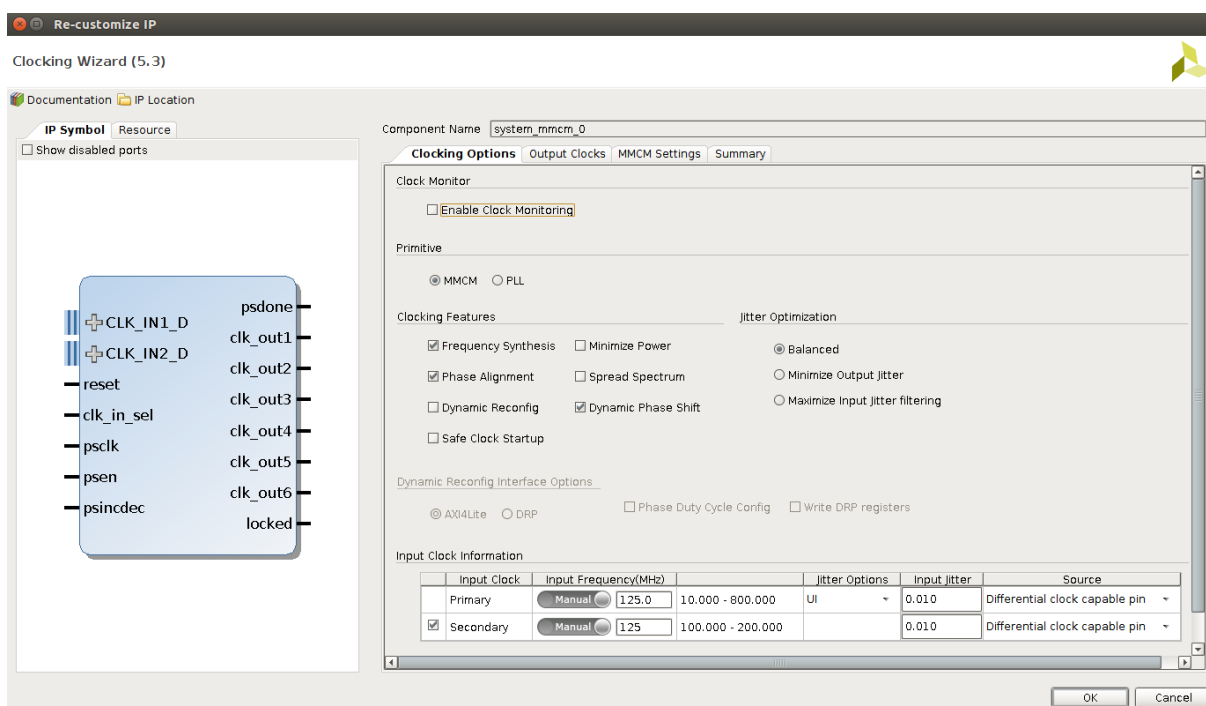 Re-customize IP
Clocking Wizard (5.3)
Documentation IP Location
IP Symbol Resource
Show disabled ports
CLK_IN1_D
CLK_IN2_D
reset
clk_in_sel
psclk
psen
psincdec
psdone
clk_out1
clk_out2
clk_out3
clk_out4
clk_out5
clk_out6
locked
Component Name system_mmcm_0
Clocking Options Output Clocks MMCM Settings Summary
Clock Monitor
Enable Clock Monitoring
Primitive
MMCM PLL
Clocking Features Jitter Optimization
Frequency Synthesis Minimize Power Balanced
Phase Alignment Spread Spectrum Minimize Output Jitter
Dynamic Reconfig Dynamic Phase Shift Maximize Input Jitter filtering
Safe Clock Startup
Dynamic Reconfig Interface Options
AXI4Lite DRP Phase Duty Cycle Config Write DRP registers
Input Clock Information
Input Clock Input Frequency(MHz) Jitter Options Input Jitter Source
Primary Manual 125.0 10.000 - 800.000 UI 0.010 Differential clock capable pin
Secondary Manual 125 100.000 - 200.000 0.010 Differential clock capable pin
OK Cancel